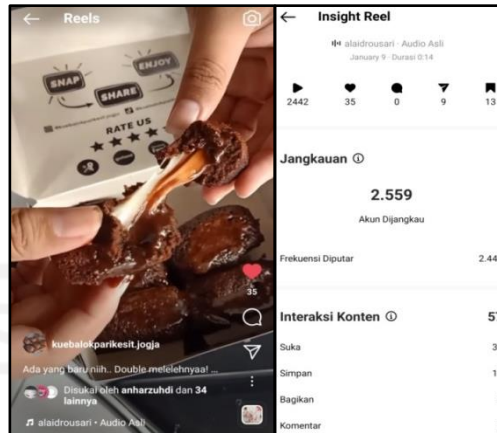 Reels
SNAP
ENJOY
SHARE
RATE US
35
kuebalokparikesit.jogja
Ada yang baru niih.. Double melelehnyaa! ...
Disukai oleh anharzuhdi dan 34
lainnya
alaidrousari • Audio Asli
Insight Reel
alaidrousari · Audio Asli
January 9 · Durasi 0:14
2442 35 0 9 13
Jangkauan
2.559
Akun Dijangkau
Frekuensi Diputar 2.44
Interaksi Konten 57
Suka 3
Simpan 1
Bagikan
Komentar